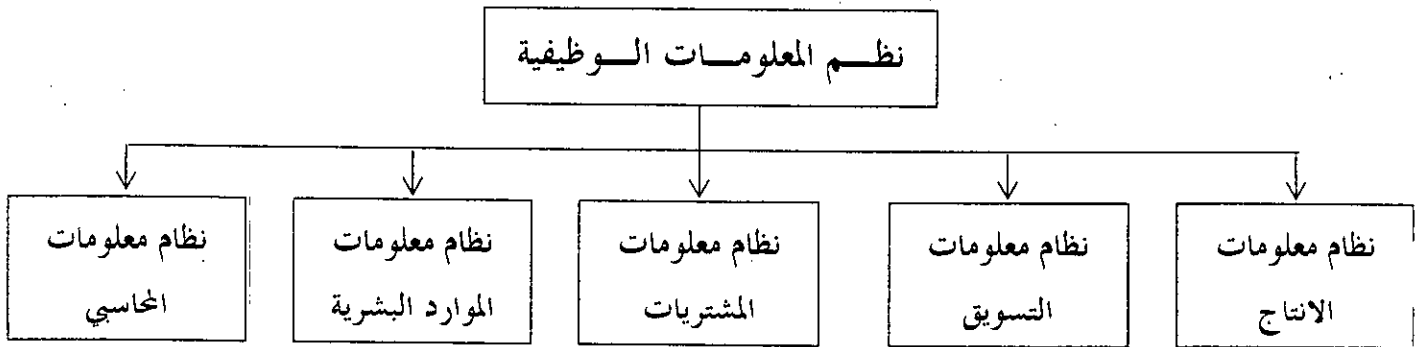 نظم المعلومات الوظيفية
نظام معلومات
الانتاج
نظام معلومات
التسويق
نظام معلومات
المشتريات
نظام معلومات
الموارد البشرية
نظام معلومات
المحاسبي